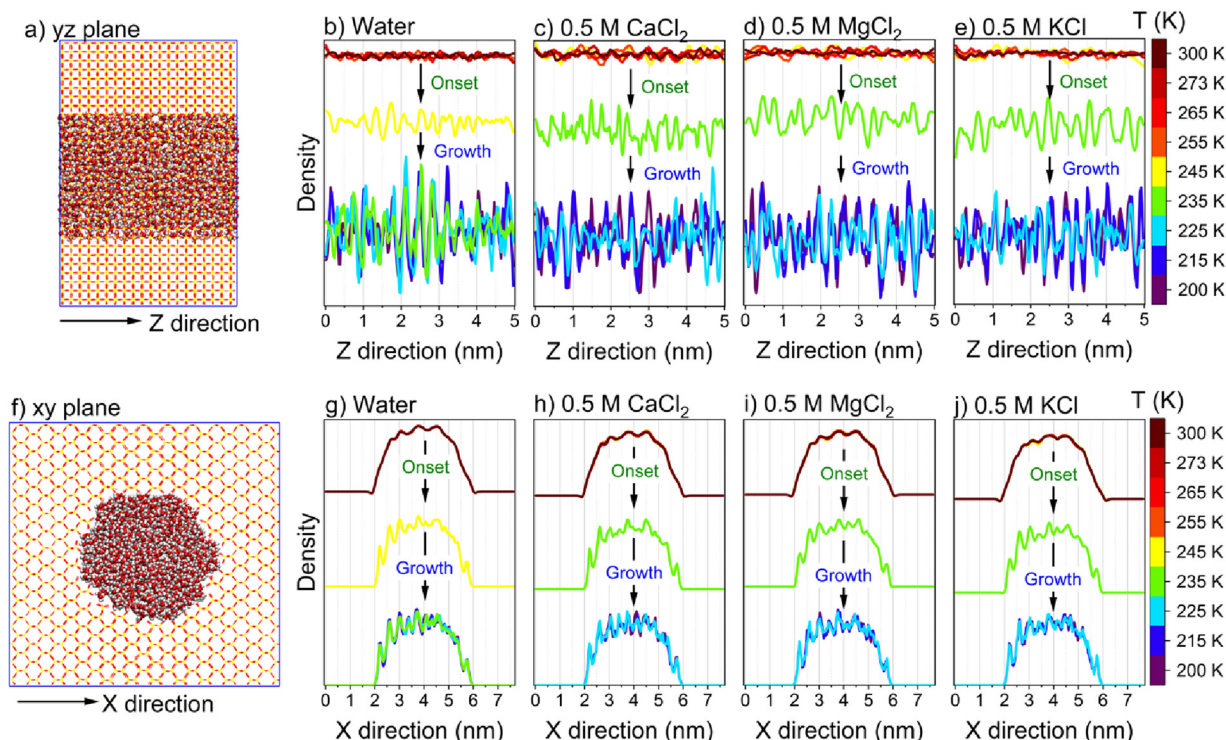 a) yz plane
Z direction
b) Water
c) 0.5 M CaCl₂
d) 0.5 M MgCl₂
e) 0.5 M KCl
T (K)
Onset
Onset
Onset
Onset
Growth
Growth
Growth
Growth
Density
300 K
273 K
265 K
255 K
245 K
235 K
225 K
215 K
200 K
0 1 2 3 4 5
0 1 2 3 4 5
0 1 2 3 4 5
0 1 2 3 4 5
Z direction (nm)
Z direction (nm)
Z direction (nm)
Z direction (nm)
f) xy plane
X direction
g) Water
h) 0.5 M CaCl₂
i) 0.5 M MgCl₂
j) 0.5 M KCl
T (K)
Onset
Onset
Onset
Onset
Growth
Growth
Growth
Growth
Density
300 K
273 K
265 K
255 K
245 K
235 K
225 K
215 K
200 K
0 1 2 3 4 5 6 7
0 1 2 3 4 5 6 7
0 1 2 3 4 5 6 7
0 1 2 3 4 5 6 7
X direction (nm)
X direction (nm)
X direction (nm)
X direction (nm)